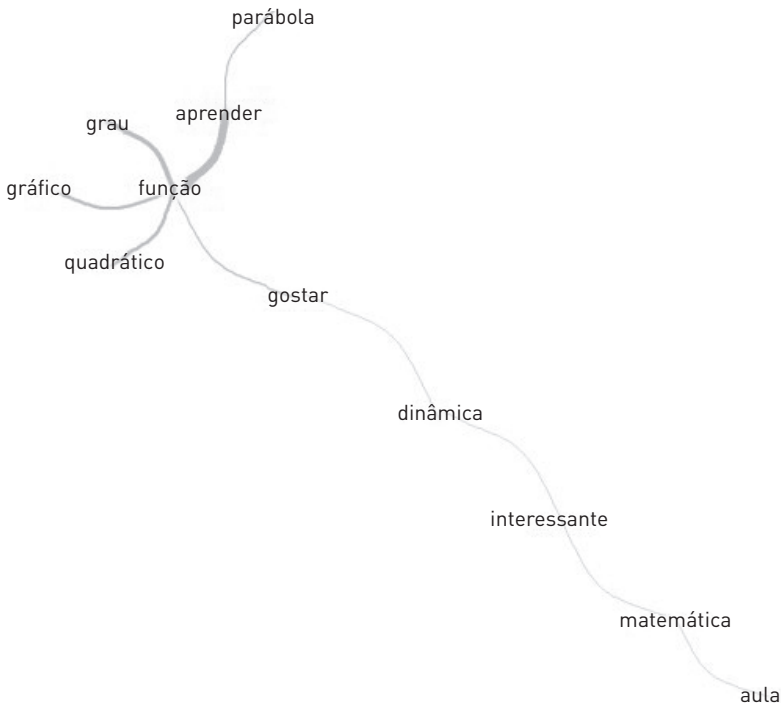 parábola
aprender
grau
gráfico
função
quadrático
gostar
dinâmica
interessante
matemática
aula